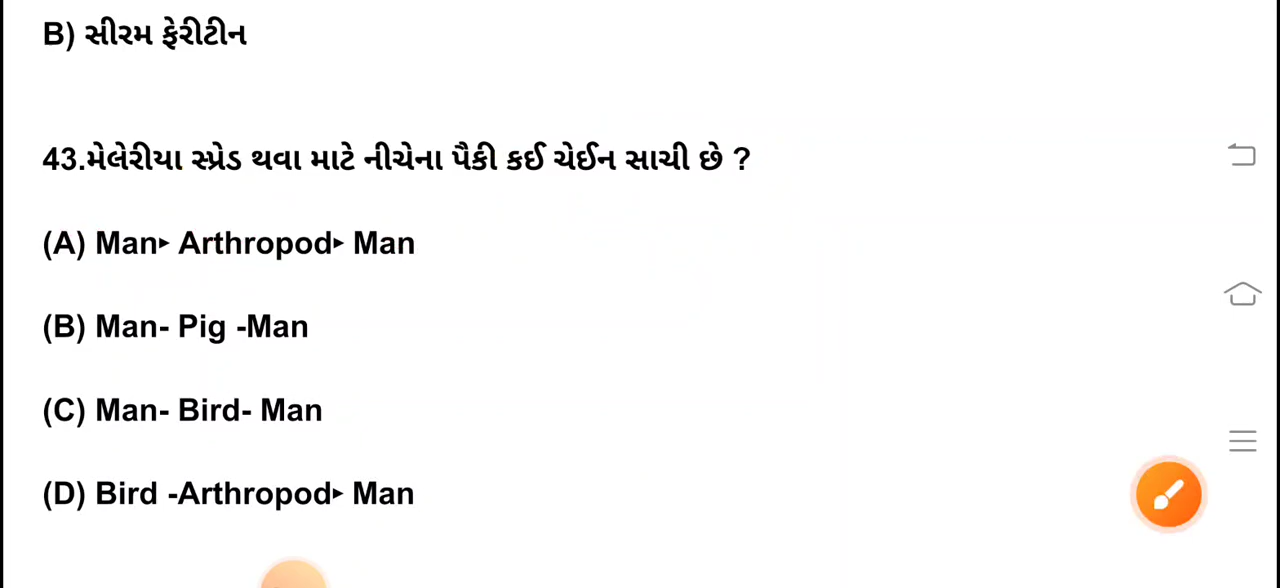 B) સીરમ ફેરીટીન
43.મેલેરીયા સ્પ્રેડ થવા માટે નીચેના પૈકી કઈ ચેઈન સાચી છે ?
(A) Man‣ Arthropod‣ Man
(B) Man- Pig -Man
(C) Man- Bird- Man
(D) Bird -Arthropod‣ Man